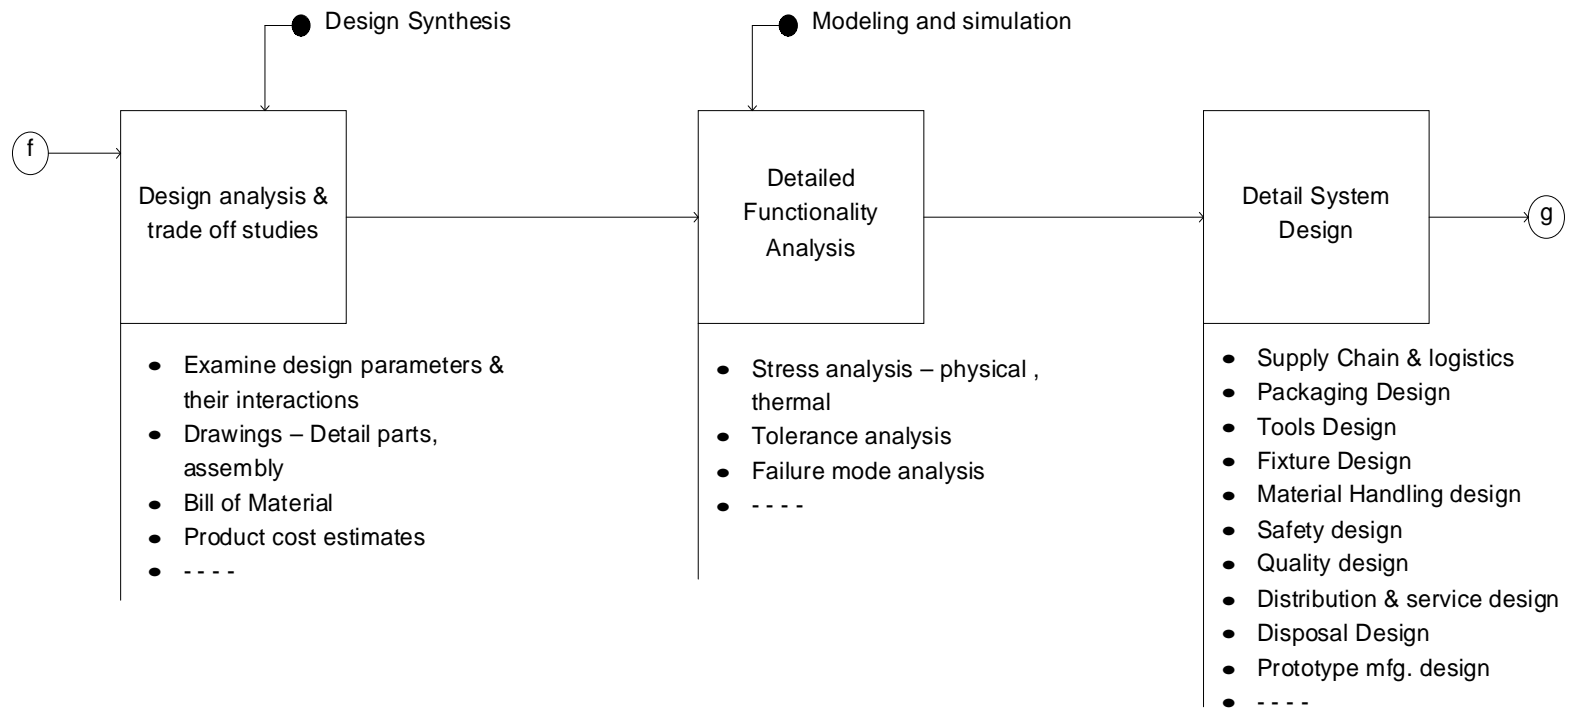 Design Synthesis
Modeling and simulation
f
Design analysis &
trade off studies
Detailed
Functionality
Analysis
Detail System
Design
g
• Examine design parameters &
their interactions
• Drawings – Detail parts,
assembly
• Bill of Material
• Product cost estimates
• - - - -
• Stress analysis – physical ,
thermal
• Tolerance analysis
• Failure mode analysis
• - - - -
• Supply Chain & logistics
• Packaging Design
• Tools Design
• Fixture Design
• Material Handling design
• Safety design
• Quality design
• Distribution & service design
• Disposal Design
• Prototype mfg. design
• - - - -